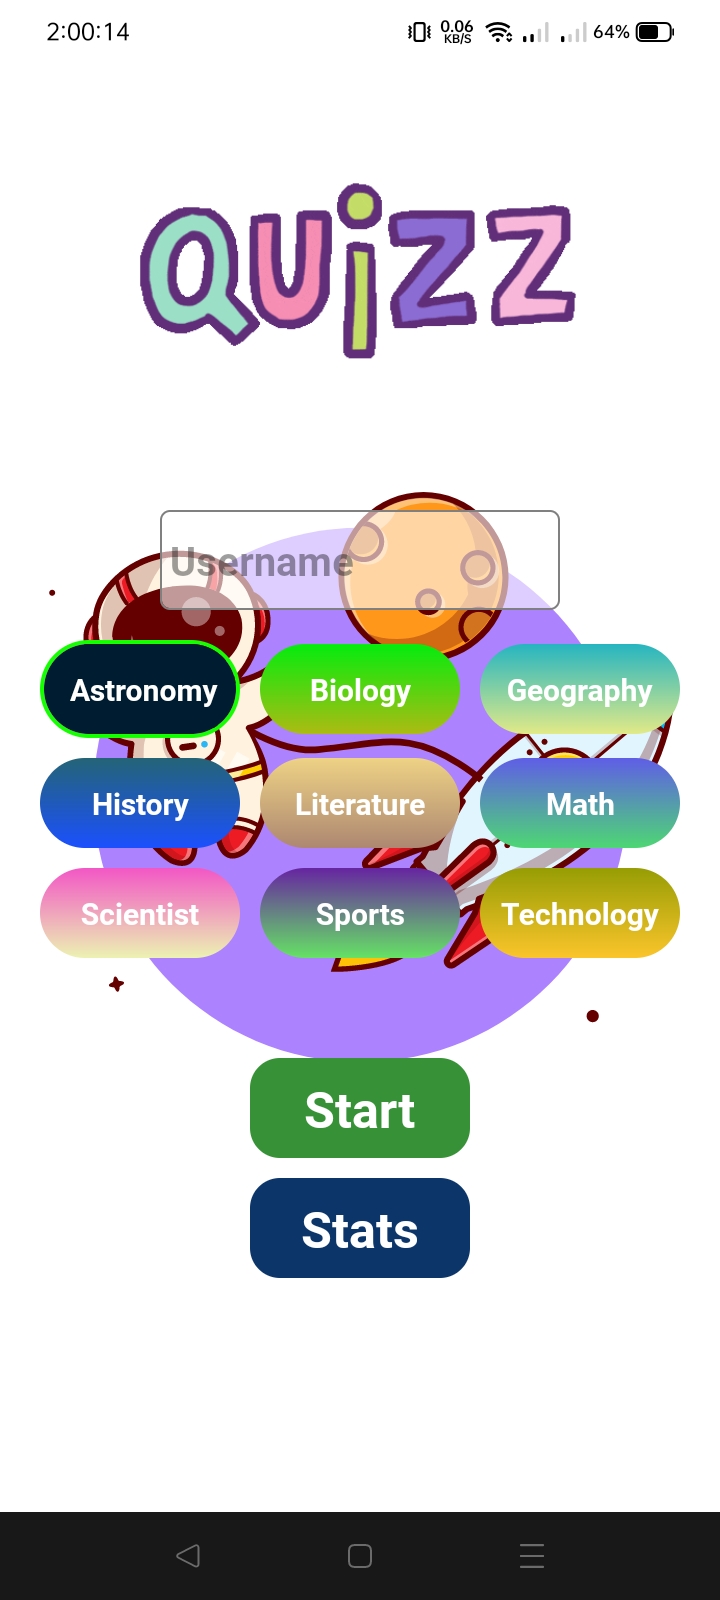 2:00:14 0.06 KB/S 64%
QUiZZ
Username
Astronomy Biology Geography
History Literature Math
Scientist Sports Technology
Start
Stats